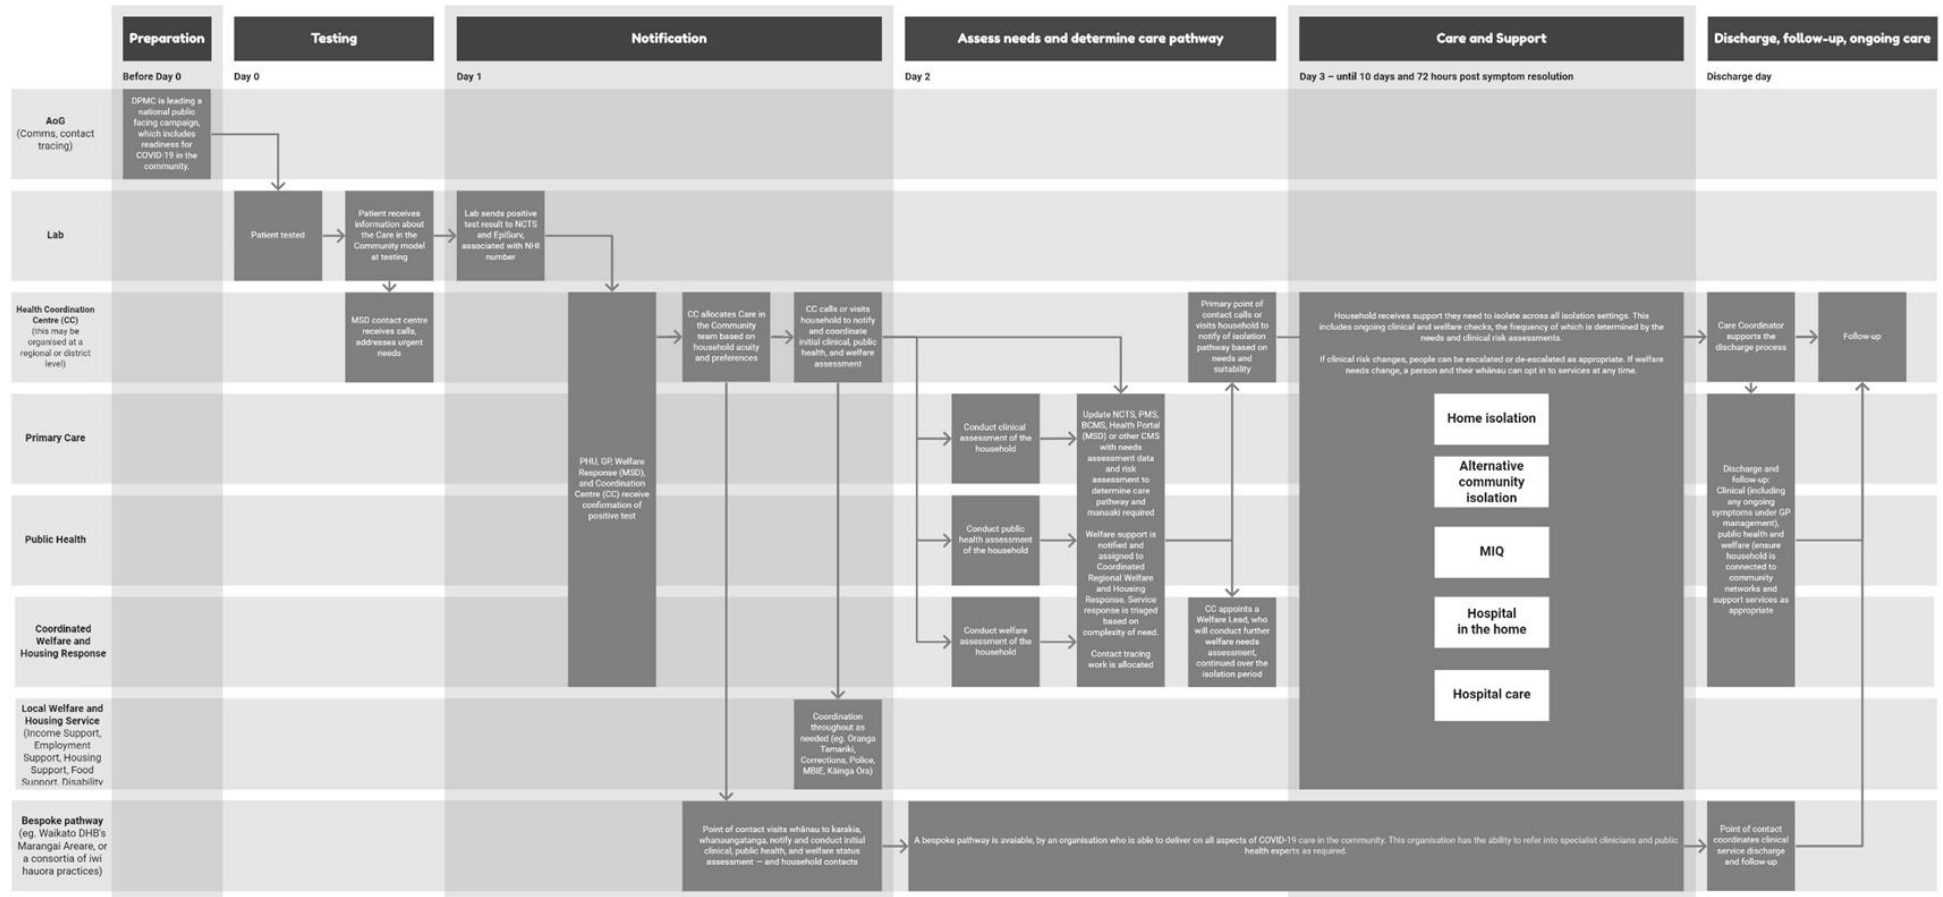 Preparation
Testing
Notification
Assess needs and determine care pathway
Care and Support
Discharge, follow-up, ongoing care
Before Day 0
Day 0
Day 1
Day 2
Day 3 – until 10 days and 72 hours post symptom resolution
Discharge day
AoG
(Comms, contact
tracing)
DPMC is leading a
national public
facing campaign,
which includes
readiness for
COVID-19 in the
community.
Lab
Patient tested
Patient receives
information about
the Care in the
Community model
at testing
Lab senda positive
test result to NCTS
and EpiSurv,
associated with NHI
number
Health Coordination
Centre (CC)
(this may be
organised at a
regional or district
level)
MSD contact centre
receives calls,
addresses urgent
needs
PHU, GP, Welfare
Response (MSD),
and Coordination
Centre (CC) receive
confirmation of
positive test
CC allocates Care in
the Community
team based on
household acuity
and preferences
CC calls or visits
household to notify
and coordinate
initial clinical, public
health, and welfare
assessment
Primary point of
contact calls or
visits household to
notify of isolation
pathway based on
needs and
suitability
Household receives support they need to isolate across all isolation settings. This
includes ongoing clinical and welfare checks, the frequency of which is determined by the
needs and clinical risk assessments.
If clinical risk changes, people can be escalated or de-escalated as appropriate. If welfare
needs change, a person and their whānau can opt in to services at any time.
Home isolation
Alternative
community
isolation
MIQ
Hospital
in the home
Hospital care
Care Coordinator
supports the
discharge process
Follow-up
Primary Care
Conduct clinical
assessment of the
household
Update NCTS, PMS,
BCMS, Health Portal
(MSD) or other CMS
with needs
assessment data
and risk
assessment to
determine care
pathway and
manaaki required
Welfare support is
notified and
assigned to
Coordinated
Regional Welfare
and Housing
Response. Service
response is triaged
based on
complexity of need.
Contact tracing
work is allocated
Discharge and
follow-up:
Clinical (including
any ongoing
symptoms under GP
management),
public health and
welfare (ensure
household is
connected to
community
networks and
support services as
appropriate
Public Health
Conduct public
health assessment
of the household
Coordinated
Welfare and
Housing Response
Conduct welfare
assessment of the
household
CC appoints a
Welfare Lead, who
will conduct further
welfare needs
assessment,
continued over the
isolation period
Local Welfare and
Housing Service
(Income Support,
Employment
Support, Housing
Support, Food
Support, Disability
Coordination
throughout as
needed (eg. Oranga
Tamariki,
Corrections, Police,
MBIE, Kāinga Ora)
Bespoke pathway
(eg. Waikato DHB's
Marangai Areare, or
a consortia of iwi
hauora practices)
Point of contact visits whānau to karakia,
whanaungatanga, notify and conduct initial
clinical, public health, and welfare status
assessment — and household contacts
A bespoke pathway is avaiable, by an organisation who is able to deliver on all aspects of COVID-19 care in the community. This organisation has the ability to refer into specialist clinicians and public
health experts as required.
Point of contact
coordinates clinical
service discharge
and follow-up